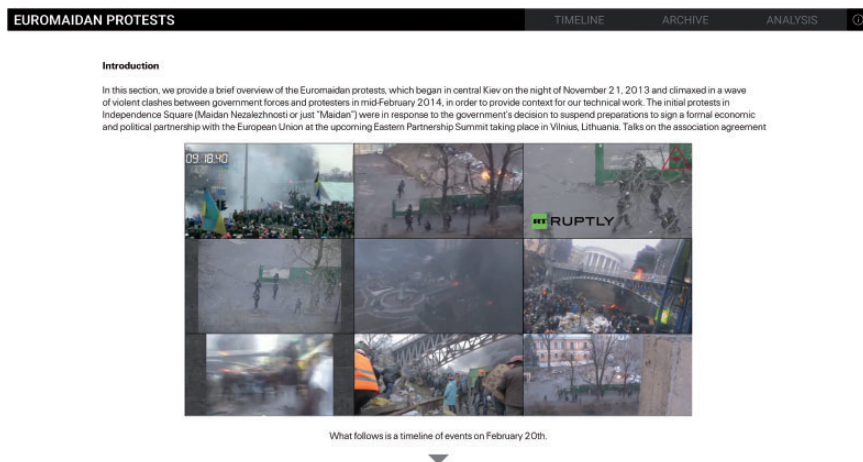 EUROMAIDAN PROTESTS
TIMELINE
ARCHIVE
ANALYSIS
Introduction
In this section, we provide a brief overview of the Euromaidan protests, which began in central Kiev on the night of November 21, 2013 and climaxed in a wave
of violent clashes between government forces and protesters in mid-February 2014, in order to provide context for our technical work. The initial protests in
Independence Square (Maidan Nezalezhnosti or just "Maidan") were in response to the government's decision to suspend preparations to sign a formal economic
and political partnership with the European Union at the upcoming Eastern Partnership Summit taking place in Vilnius, Lithuania. Talks on the association agreement
09:18:40
RT RUPTLY
What follows is a timeline of events on February 20th.